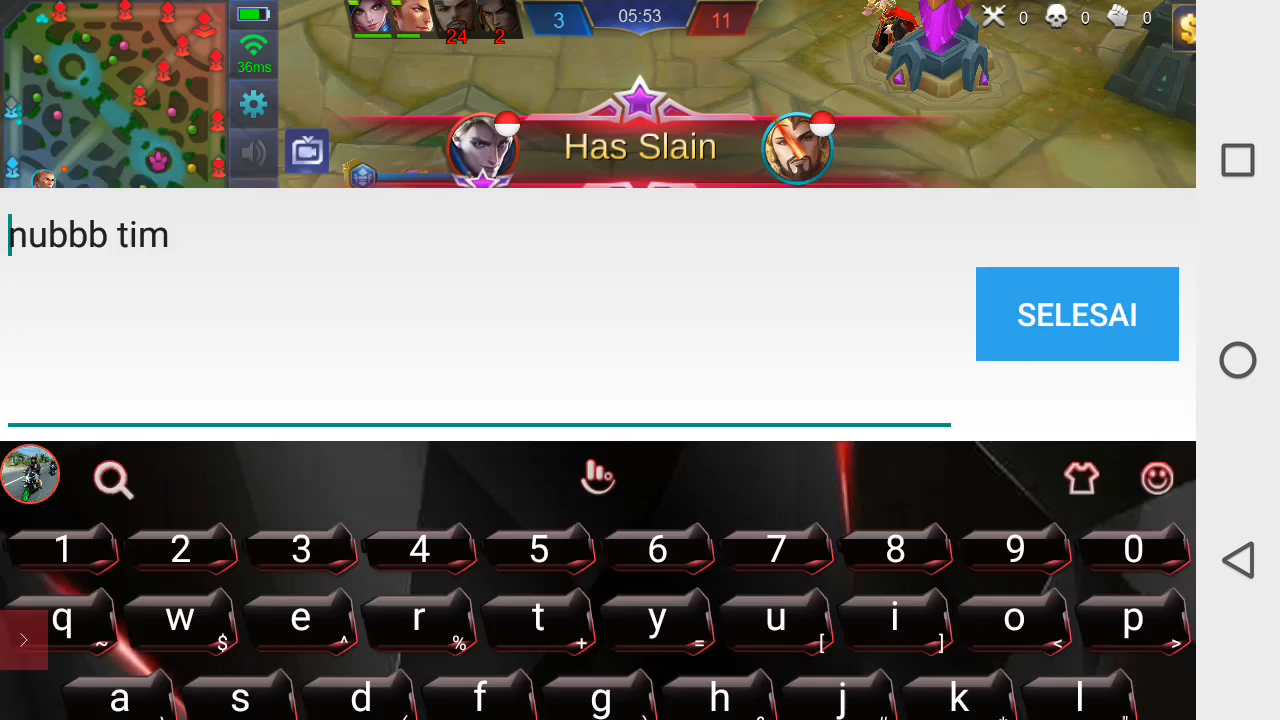 36ms
24 2
3 05:53 11
0 0 0
$
Has Slain
nubbb tim
SELESAI
1 2 3 4 5 6 7 8 9 0
q w e r t y u i o p
~ $ ^ % + = [ ] < >
a s d f g h j k l